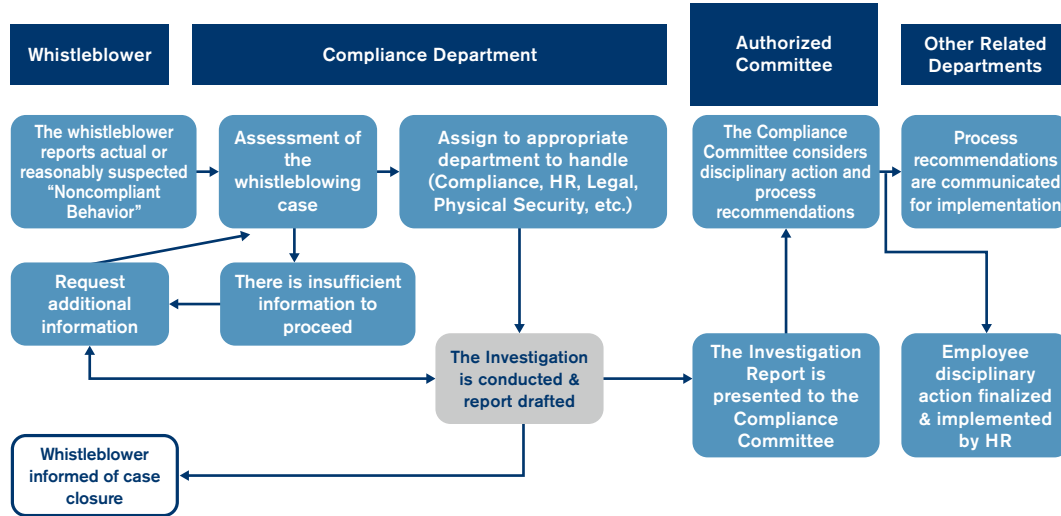 Whistleblower
Compliance Department
Authorized
Committee
Other Related
Departments
The whistleblower
reports actual or
reasonably suspected
“Noncompliant
Behavior”
Assessment of
the
whistleblowing
case
Assign to appropriate
department to handle
(Compliance, HR, Legal,
Physical Security, etc.)
The Compliance
Committee considers
disciplinary action and
process
recommendations
Process
recommendations
are communicated
for implementation
Request
additional
information
There is insufficient
information to
proceed
The Investigation
is conducted &
report drafted
The Investigation
Report is
presented to the
Compliance
Committee
Employee
disciplinary
action finalized
& implemented
by HR
Whistleblower
informed of case
closure